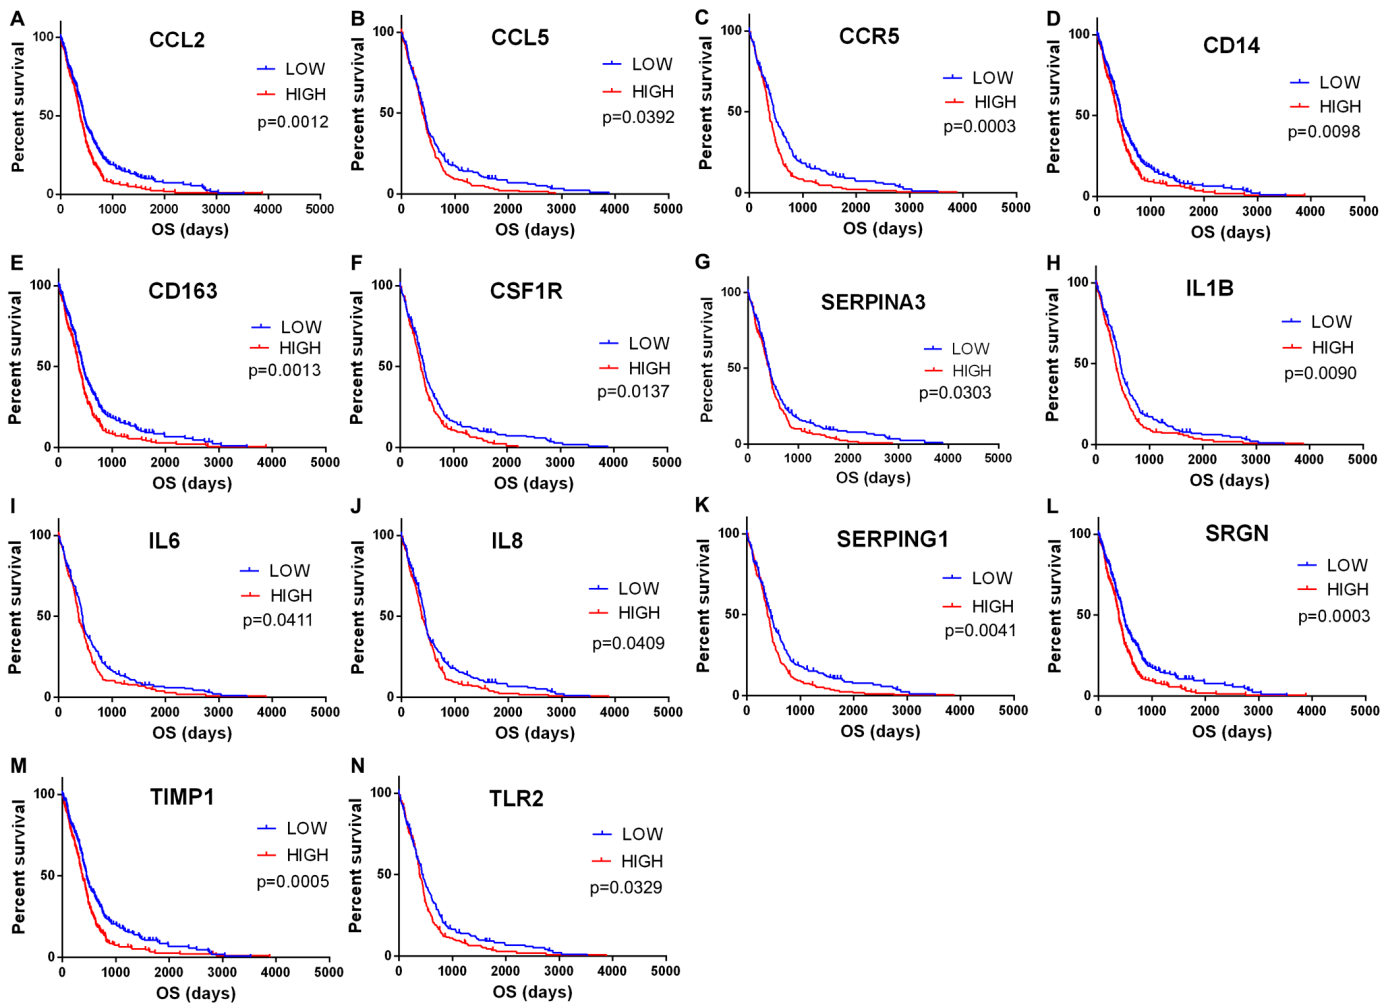 A
CCL2
Percent survival
100
50
0
LOW
HIGH
p=0.0012
0 1000 2000 3000 4000 5000
OS (days)
B
CCL5
Percent survival
100
50
0
LOW
HIGH
p=0.0392
0 1000 2000 3000 4000 5000
OS (days)
C
CCR5
Percent survival
100
50
0
LOW
HIGH
p=0.0003
0 1000 2000 3000 4000 5000
OS (days)
D
CD14
Percent survival
100
50
0
LOW
HIGH
p=0.0098
0 1000 2000 3000 4000 5000
OS (days)
E
CD163
Percent survival
100
50
0
LOW
HIGH
p=0.0013
0 1000 2000 3000 4000 5000
OS (days)
F
CSF1R
Percent survival
100
50
0
LOW
HIGH
p=0.0137
0 1000 2000 3000 4000 5000
OS (days)
G
SERPINA3
Percent survival
100
50
0
LOW
HIGH
p=0.0303
0 1000 2000 3000 4000 5000
OS (days)
H
IL1B
Percent survival
100
50
0
LOW
HIGH
p=0.0090
0 1000 2000 3000 4000 5000
OS (days)
I
IL6
Percent survival
100
50
0
LOW
HIGH
p=0.0411
0 1000 2000 3000 4000 5000
OS (days)
J
IL8
Percent survival
100
50
0
LOW
HIGH
p=0.0409
0 1000 2000 3000 4000 5000
OS (days)
K
SERPING1
Percent survival
100
50
0
LOW
HIGH
p=0.0041
0 1000 2000 3000 4000 5000
OS (days)
L
SRGN
Percent survival
100
50
0
LOW
HIGH
p=0.0003
0 1000 2000 3000 4000 5000
OS (days)
M
TIMP1
Percent survival
100
50
0
LOW
HIGH
p=0.0005
0 1000 2000 3000 4000 5000
OS (days)
N
TLR2
Percent survival
100
50
0
LOW
HIGH
p=0.0329
0 1000 2000 3000 4000 5000
OS (days)